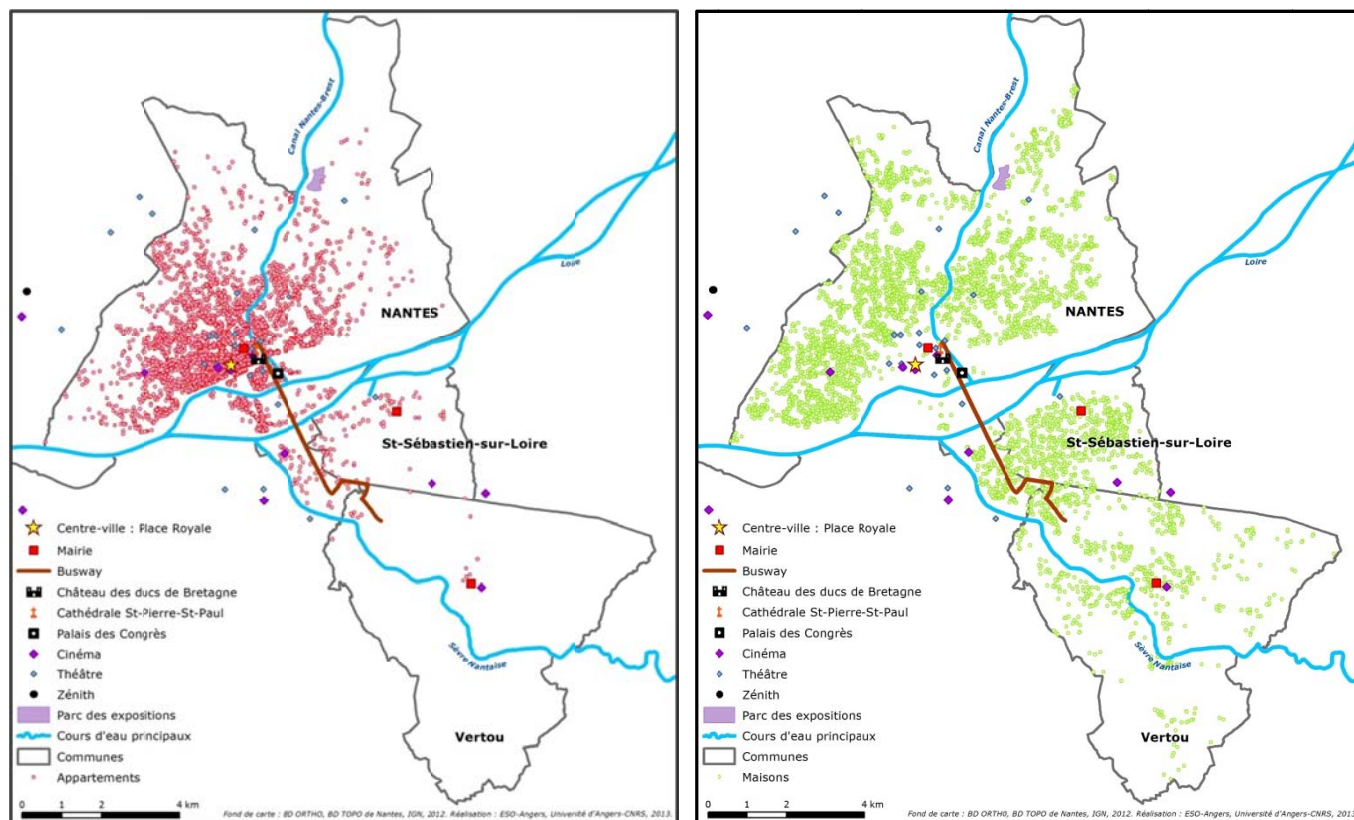 Canal Nantes-Brest
Loire
NANTES
St-Sébastien-sur-Loire
Centre-ville : Place Royale
Mairie
Busway
Château des ducs de Bretagne
Cathédrale St-Pierre-St-Paul
Palais des Congrès
Cinéma
Théâtre
Zénith
Parc des expositions
Cours d'eau principaux
Communes
Appartements
Sèvre Nantaise
Vertou
0 1 2 4 km
Fond de carte : BD ORTHO, BD TOPO de Nantes, IGN, 2012. Réalisation : ESO-Angers, Univerité d'Angers-CNRS, 2013.
Canal Nantes-Brest
Loire
NANTES
St-Sébastien-sur-Loire
Centre-ville : Place Royale
Mairie
Busway
Château des ducs de Bretagne
Cathédrale St-Pierre-St-Paul
Palais des Congrès
Cinéma
Théâtre
Zénith
Parc des expositions
Cours d'eau principaux
Communes
Maisons
Sèvre Nantaise
Vertou
0 1 2 4 km
Fond de carte : BD ORTHO, BD TOPO de Nantes, IGN, 2012. Réalisation : ESO-Angers, Univerité d'Angers-CNRS, 2013.